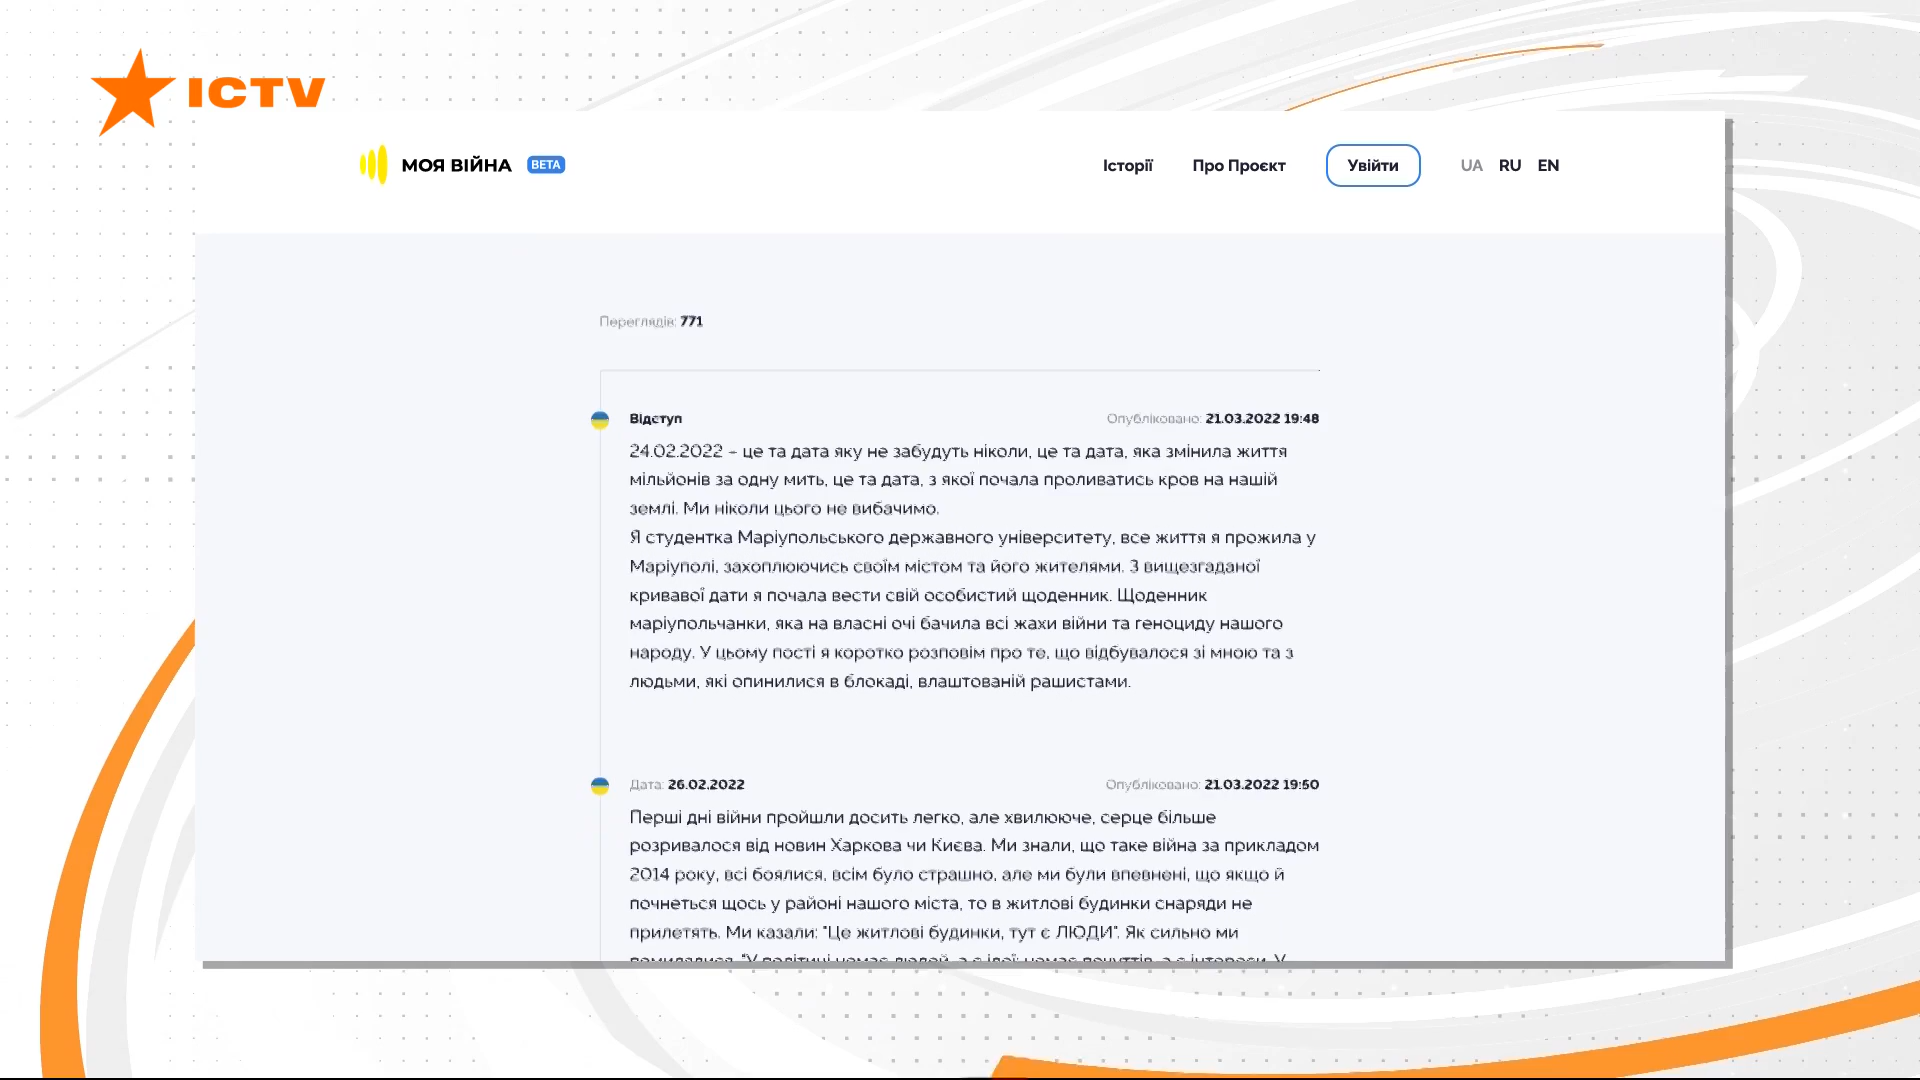 ICTV
МОЯ ВІЙНА BETA
Історії Про Проєкт Увійти UA RU EN
Переглядів: 771
Відступ Опубліковано: 21.03.2022 19:48
24.02.2022 – це та дата яку не забудуть ніколи, це та дата, яка змінила життя
мільйонів за одну мить, це та дата, з якої почала проливатись кров на нашій
землі. Ми ніколи цього не вибачимо.
Я студентка Маріупольського державного університету, все життя я прожила у
Маріуполі, захоплюючись своїм містом та його жителями. З вищезгаданої
кривавої дати я почала вести свій особистий щоденник. Щоденник
маріупольчанки, яка на власні очі бачила всі жахи війни та геноциду нашого
народу. У цьому пості я коротко розповім про те, що відбувалося зі мною та з
людьми, які опинилися в блокаді, влаштованій рашистами.
Дата: 26.02.2022 Опубліковано: 21.03.2022 19:50
Перші дні війни пройшли досить легко, але хвилююче, серце більше
розривалося від новин Харкова чи Києва. Ми знали, що таке війна за прикладом
2014 року, всі боялися, всім було страшно, але ми були впевнені, що якщо й
почнеться щось у районі нашого міста, то в житлові будинки снаряди не
прилетять. Ми казали: "Це житлові будинки, тут є ЛЮДИ". Як сильно ми
помилялися. "У політиці немає людей, а є ідеї; немає почуттів, а є інтереси. У